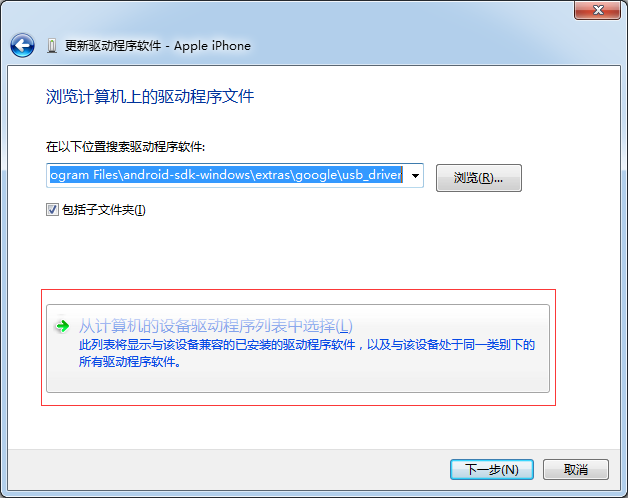 更新驱动程序软件 - Apple iPhone
浏览计算机上的驱动程序文件
在以下位置搜索驱动程序软件:
ogram Files\android-sdk-windows\extras\google\usb_driver
浏览(R)...
包括子文件夹(I)
从计算机的设备驱动程序列表中选择(L)
此列表将显示与该设备兼容的已安装的驱动程序软件，以及与该设备处于同一类别下的
所有驱动程序软件。
下一步(N)
取消